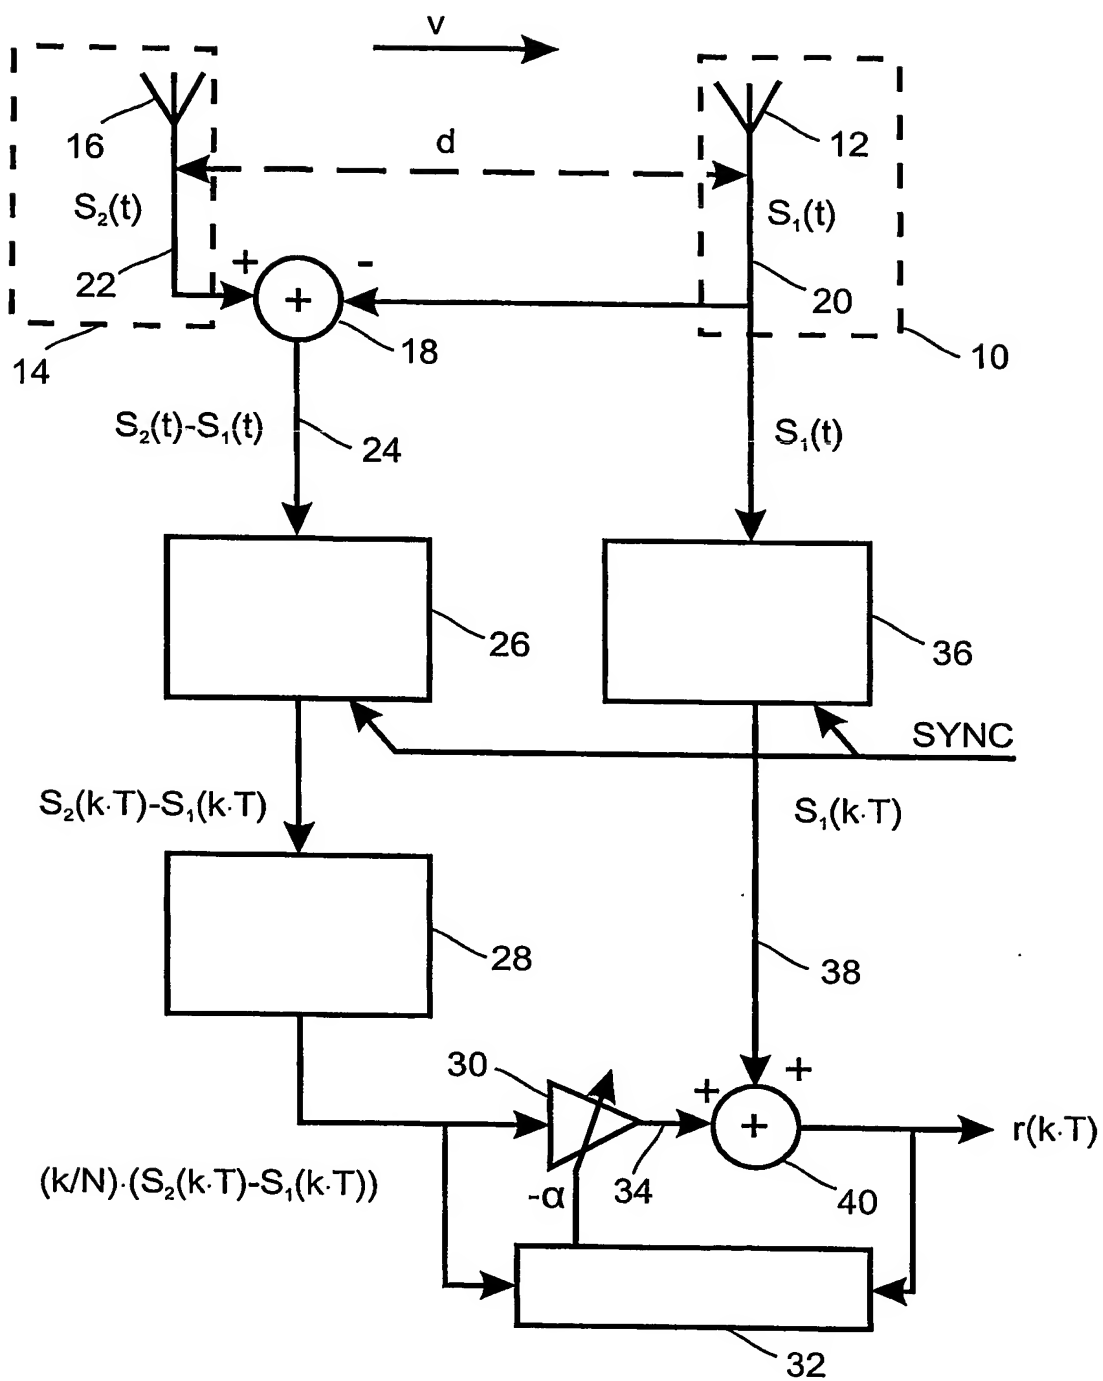 v
16
d
12
S₂(t)
S₁(t)
22
+
-
+
20
18
10
14
S₂(t)-S₁(t)
24
S₁(t)
26
36
SYNC
S₂(k·T)-S₁(k·T)
S₁(k·T)
28
38
30
+
+
+
r(k·T)
(k/N)·(S₂(k·T)-S₁(k·T))
-α
34
40
32